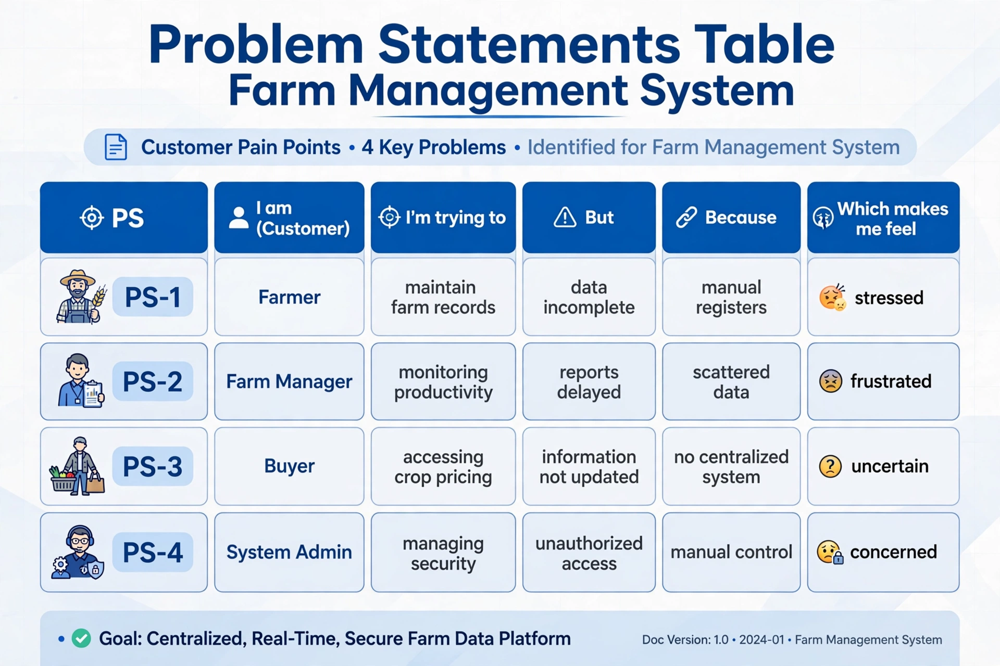 Problem Statements Table
Farm Management System
Customer Pain Points • 4 Key Problems • Identified for Farm Management System
PS
I am
(Customer)
I'm trying to
But
Because
Which makes
me feel
PS-1
Farmer
maintain
farm records
data
incomplete
manual
registers
stressed
PS-2
Farm Manager
monitoring
productivity
reports
delayed
scattered
data
frustrated
PS-3
Buyer
accessing
crop pricing
information
not updated
no centralized
system
uncertain
PS-4
System Admin
managing
security
unauthorized
access
manual control
concerned
• Goal: Centralized, Real-Time, Secure Farm Data Platform
Doc Version: 1.0 • 2024-01 • Farm Management System